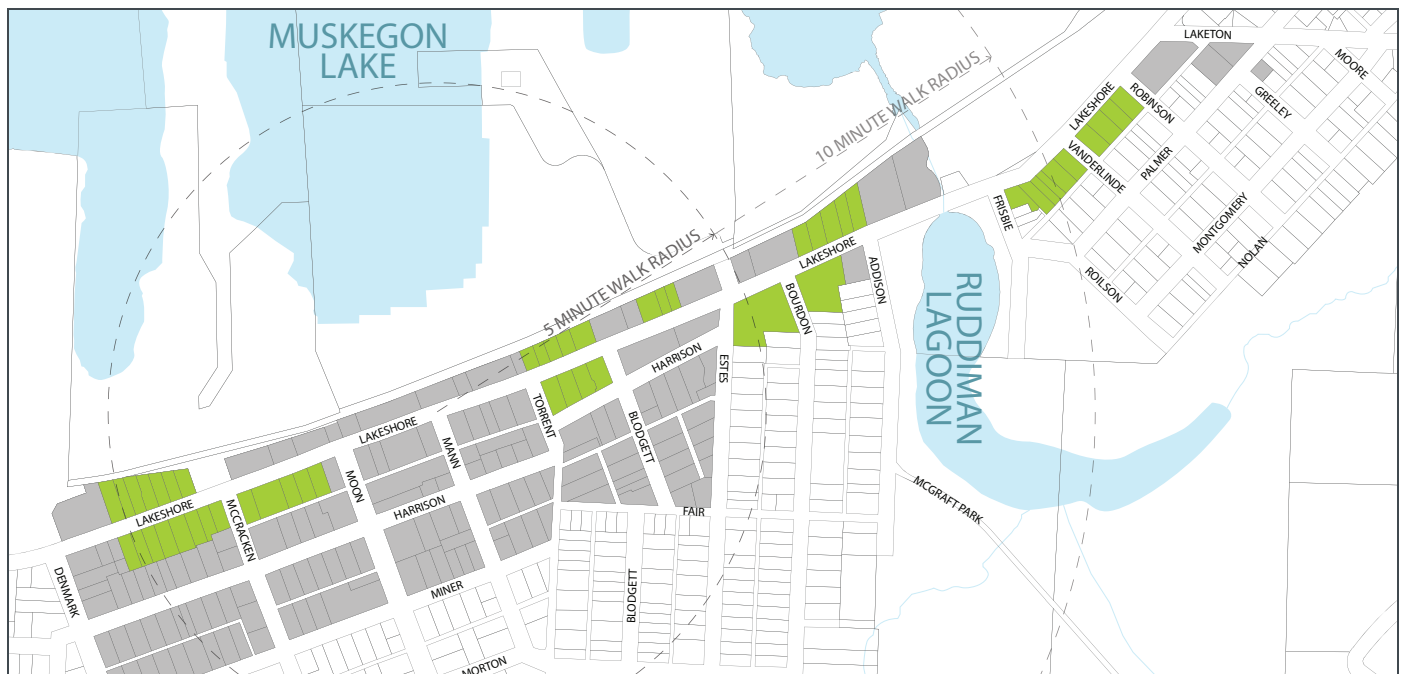 MUSKEGON
LAKE
LAKETON
MOORE
GREELEY
ROBINSON
LAKESHORE
10 MINUTE WALK RADIUS
VANDERLINDE
PALMER
FRISBIE
MONTGOMERY
NOLAN
ROILSON
5 MINUTE WALK RADIUS
LAKESHORE
ADDISON
BOURDON
RUDDIMAN
LAGOON
HARRISON
ESTES
TORRENT
BLODGETT
LAKESHORE
MANN
MOON
HARRISON
LAKESHORE
MCCRACKEN
FAIR
MCGRAFT PARK
DENMARK
MINER
BLODGETT
MORTON